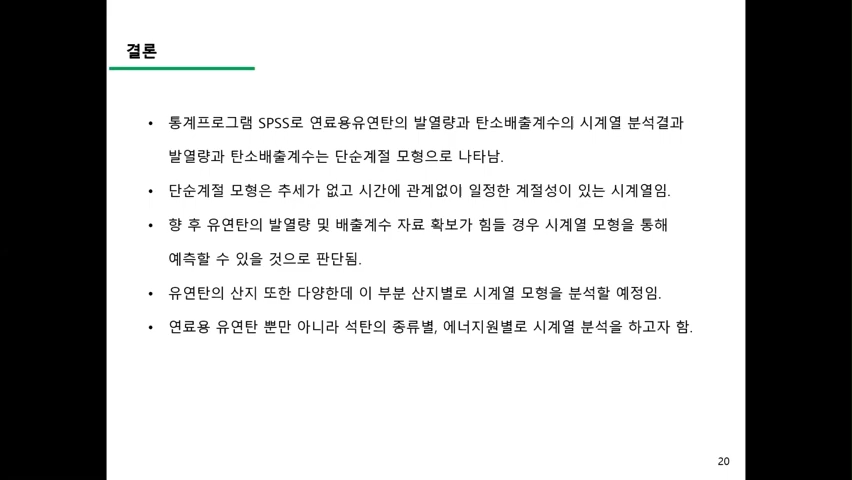 결론
• 통계프로그램 SPSS로 연료용유연탄의 발열량과 탄소배출계수의 시계열 분석결과
발열량과 탄소배출계수는 단순계절 모형으로 나타남.
• 단순계절 모형은 추세가 없고 시간에 관계없이 일정한 계절성이 있는 시계열임.
• 향 후 유연탄의 발열량 및 배출계수 자료 확보가 힘들 경우 시계열 모형을 통해
예측할 수 있을 것으로 판단됨.
• 유연탄의 산지 또한 다양한데 이 부분 산지별로 시계열 모형을 분석할 예정임.
• 연료용 유연탄 뿐만 아니라 석탄의 종류별, 에너지원별로 시계열 분석을 하고자 함.
20